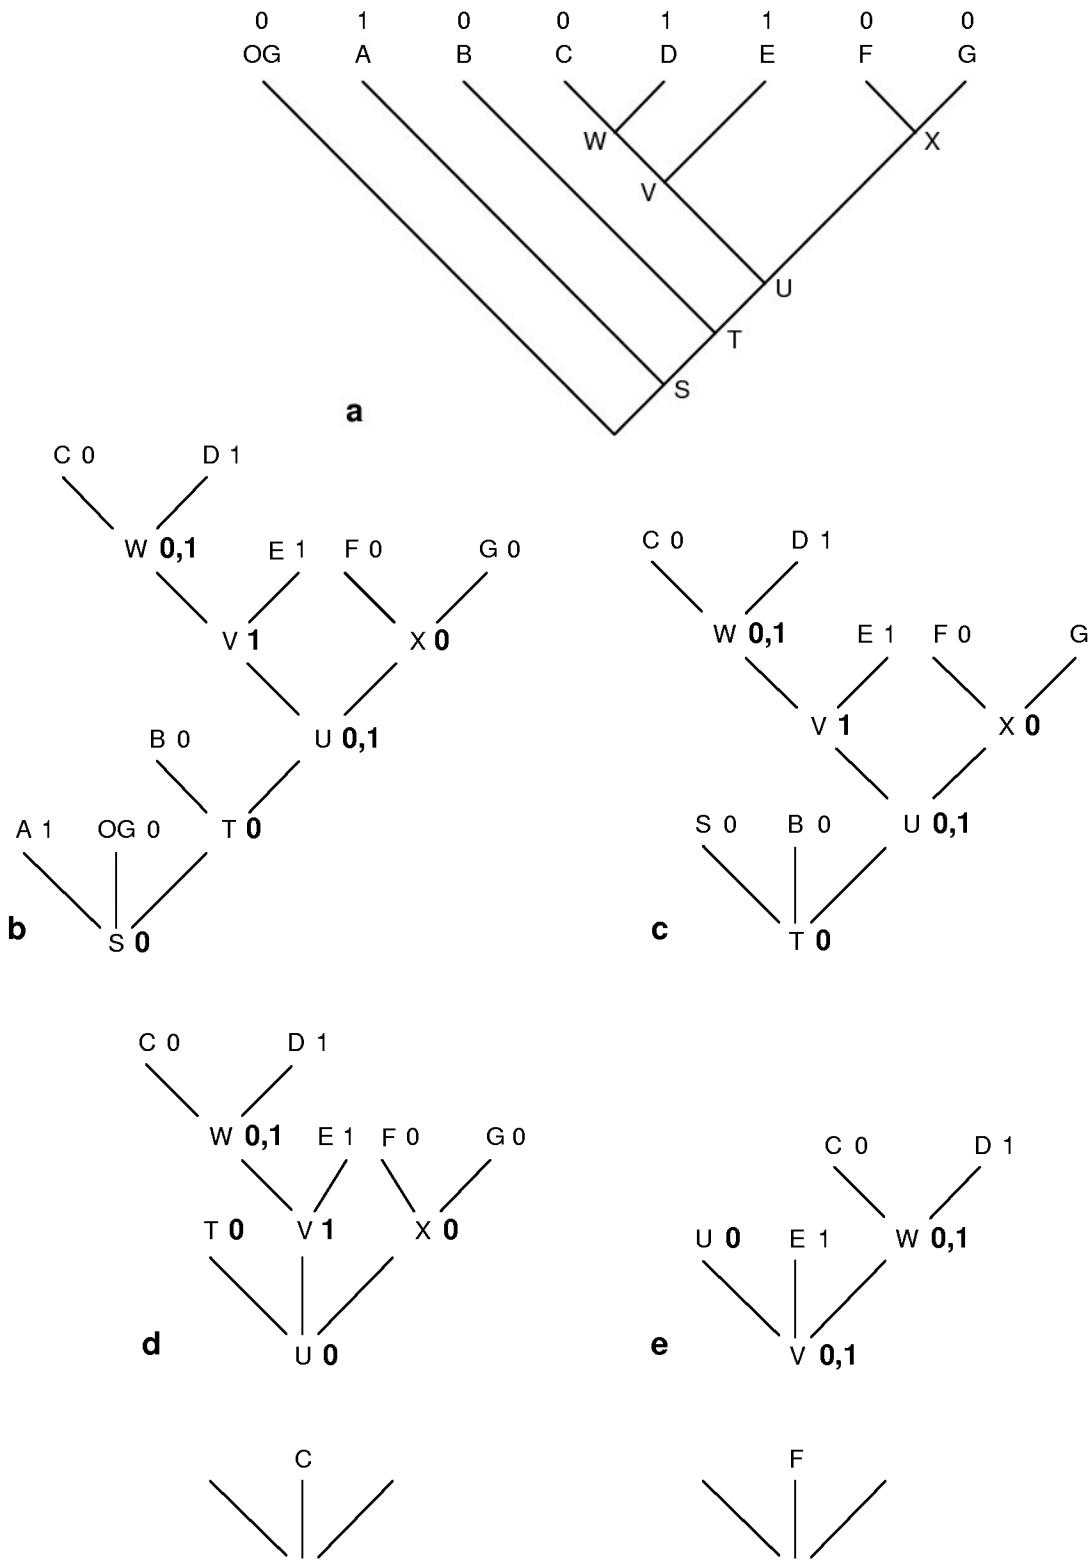 0 1 0 0 1 1 0 0
OG A B C D E F G
W X
V
U
T
S
a
C 0 D 1
W 0,1 E 1 F 0 G 0
V 1 X 0
B 0 U 0,1
A 1 OG 0 T 0
b S 0
C 0 D 1
W 0,1 E 1 F 0 G
V 1 X 0
S 0 B 0 U 0,1
c T 0
C 0 D 1
W 0,1 E 1 F 0 G 0
T 0 V 1 X 0
d U 0
C 0 D 1
U 0 E 1 W 0,1
e V 0,1
C
F